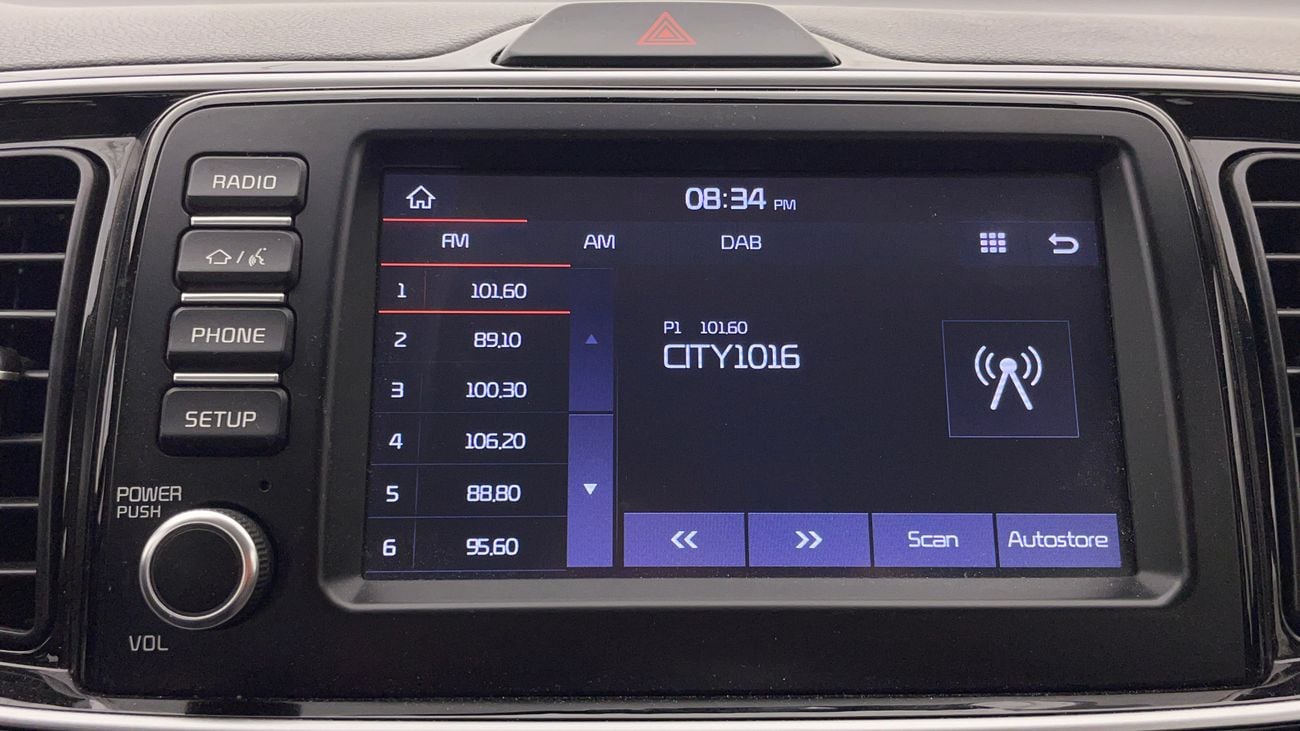 RADIO
/
PHONE
SETUP
POWER
PUSH
VOL
08:34 PM
FM AM DAB
1 101.60
2 89.10
3 100.30
4 106.20
5 88.80
6 95.60
P1 101.60
CITY1016
Scan Autostore